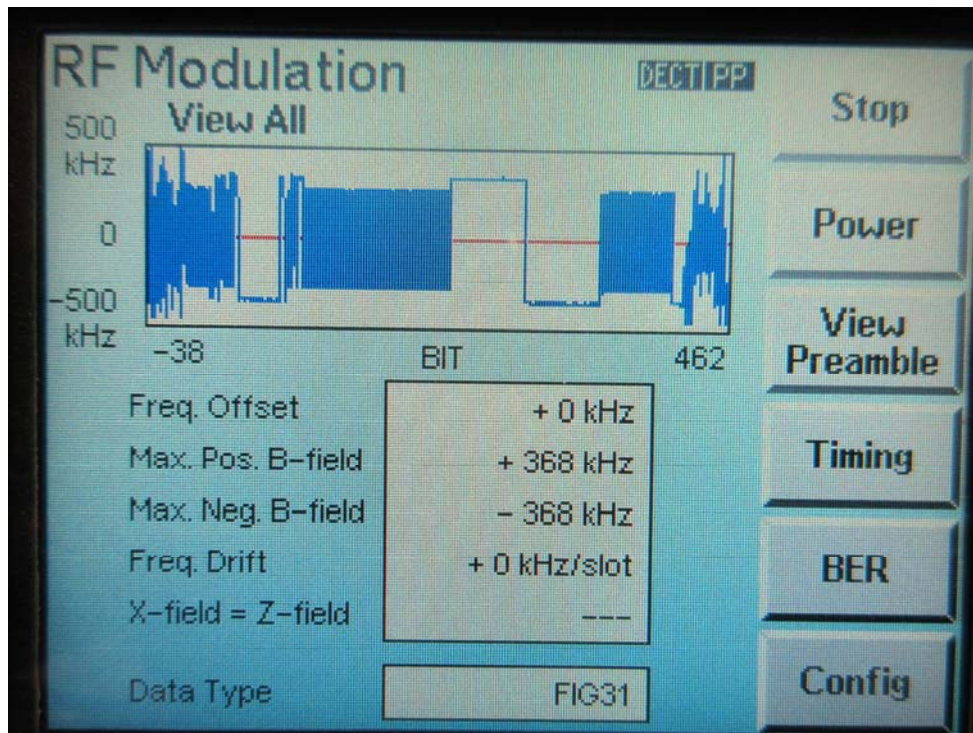 RF Modulation
DECT PP
View All
500
kHz
0
-500
kHz
-38
BIT
462
Freq. Offset
+ 0 kHz
Max. Pos. B-field
+ 368 kHz
Max. Neg. B-field
- 368 kHz
Freq. Drift
+ 0 kHz/slot
X-field = Z-field
---
Data Type
FIG31
Stop
Power
View
Preamble
Timing
BER
Config